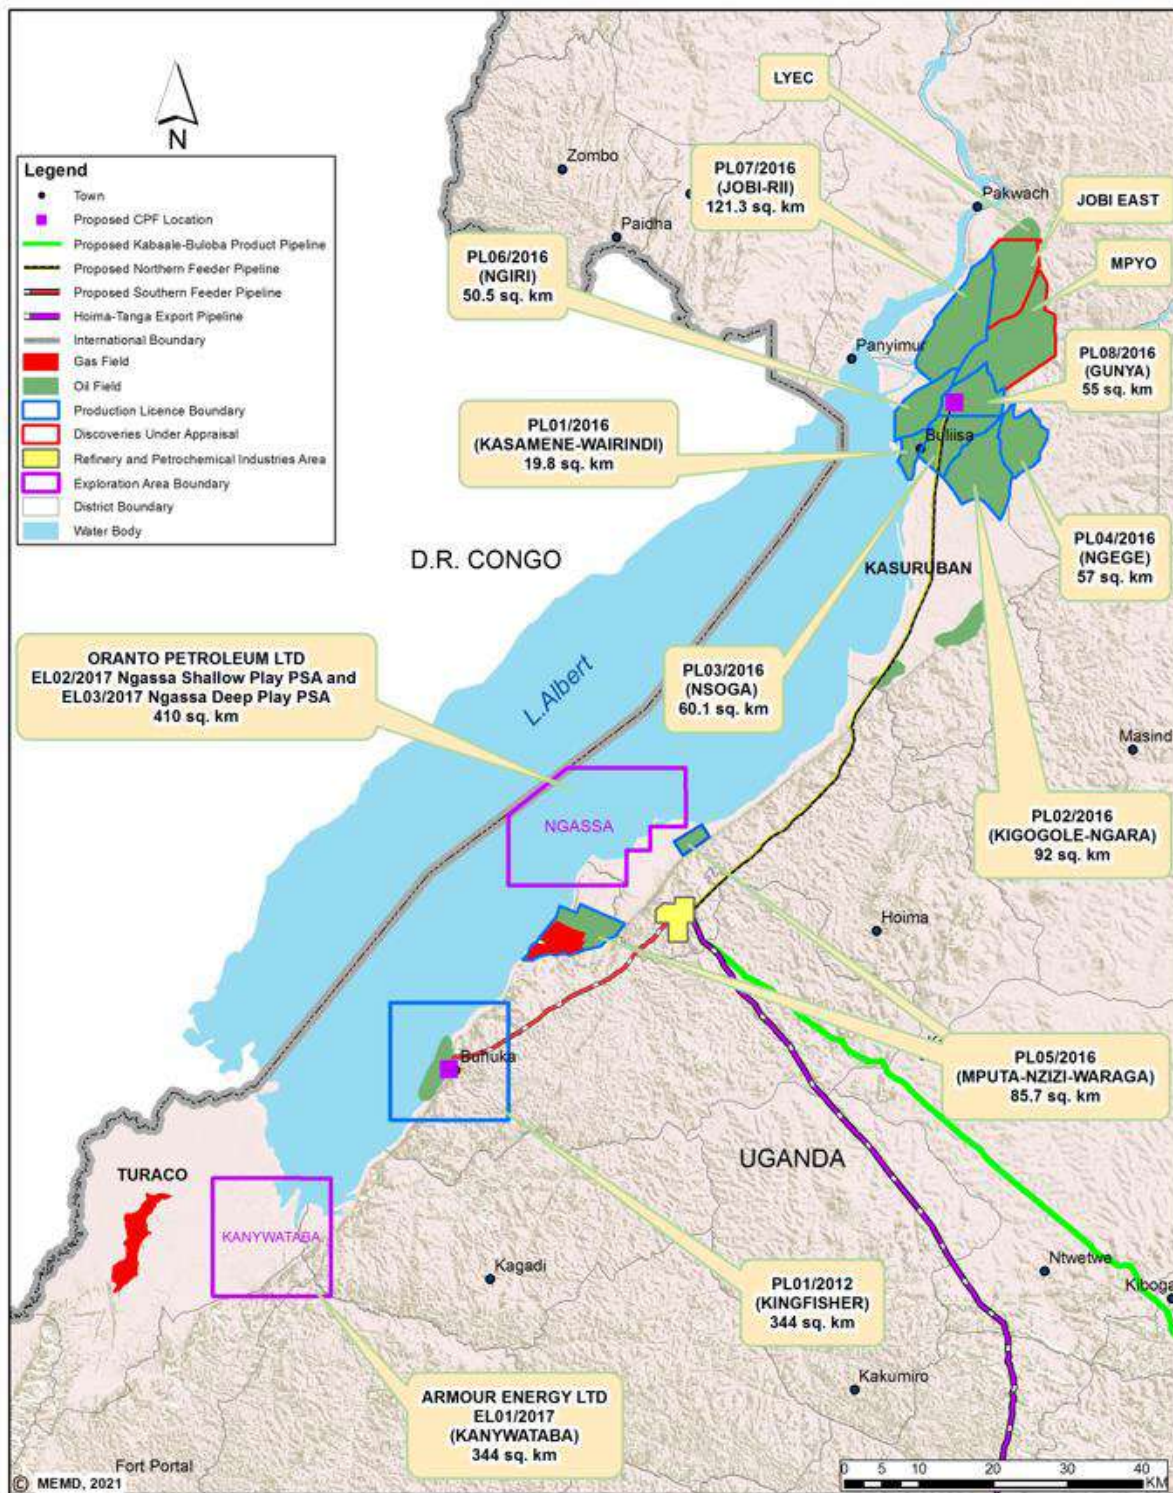 LYEC
Zombo
PL07/2016
(JOBI-RII)
121.3 sq. km
Pakwach
JOBI EAST
Paidha
PL06/2016
(NGIRI)
50.5 sq. km
MPYO
N
Legend
Town
Proposed CPF Location
Proposed Kabaale-Buloba Product Pipeline
Proposed Northern Feeder Pipeline
Proposed Southern Feeder Pipeline
Hoima-Tanga Export Pipeline
International Boundary
Gas Field
Oil Field
Production Licence Boundary
Discoveries Under Appraisal
Refinery and Petrochemical Industries Area
Exploration Area Boundary
District Boundary
Water Body
Panyimur
PL08/2016
(GUNYA)
55 sq. km
PL01/2016
(KASAMENE-WAIRINDI)
19.8 sq. km
Buliisa
D.R. CONGO
KASURUBAN
PL04/2016
(NGEGE)
57 sq. km
ORANTO PETROLEUM LTD
EL02/2017 Ngassa Shallow Play PSA and
EL03/2017 Ngassa Deep Play PSA
410 sq. km
L.Albert
PL03/2016
(NSOGA)
60.1 sq. km
Masind
NGASSA
PL02/2016
(KIGOGOLE-NGARA)
92 sq. km
Hoima
Buhuka
PL05/2016
(MPUTA-NZIZI-WARAGA)
85.7 sq. km
UGANDA
TURACO
KANYWATABA
Kagadi
PL01/2012
(KINGFISHER)
344 sq. km
Ntwetwe
Kiboga
Kakumiro
ARMOUR ENERGY LTD
EL01/2017
(KANYWATABA)
344 sq. km
Fort Portal
© MEMD, 2021
0 5 10 20 30 40
KM